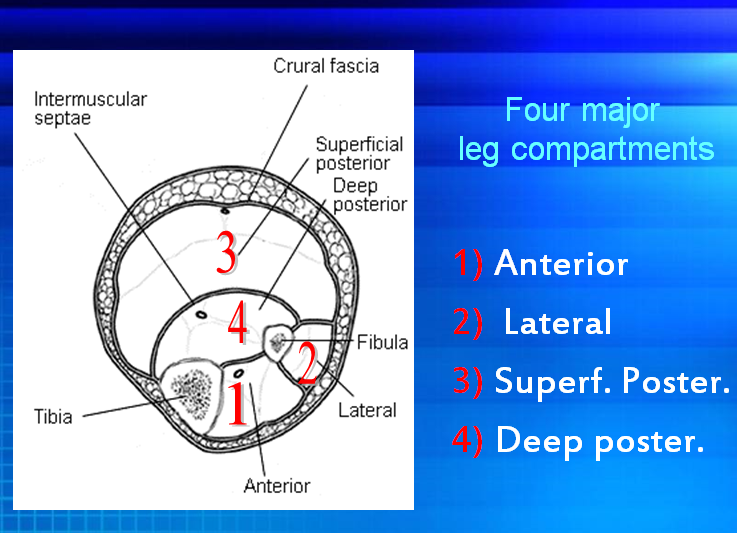 Crural fascia
Intermuscular
septae
Superficial
posterior
Deep
posterior
3
4
Fibula
2
1
Tibia
Lateral
Anterior
Four major
leg compartments
1) Anterior
2) Lateral
3) Superf. Poster.
4) Deep poster.